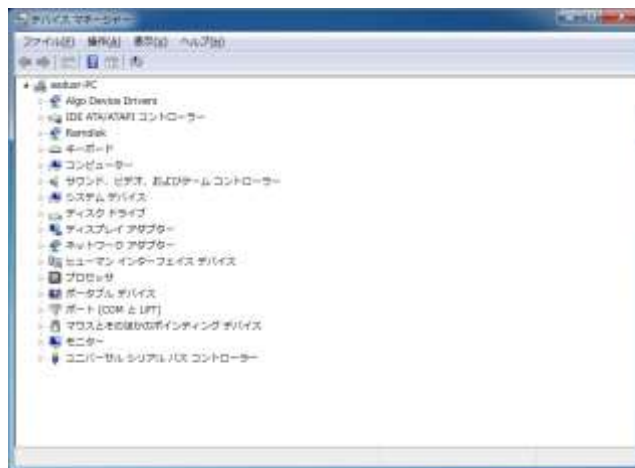 デバイス マネージャー
ファイル(F) 操作(A) 表示(V) ヘルプ(H)
Algo Device Drivers
IDE ATA/ATAPI コントローラー
Ramdisk
キーボード
コンピューター
サウンド、ビデオ、およびゲーム コントローラー
システム デバイス
ディスク ドライブ
ディスプレイ アダプター
ネットワーク アダプター
ヒューマン インターフェイス デバイス
プロセッサ
ポータブル デバイス
ポート (COM と LPT)
マウスとそのほかのポインティング デバイス
モニター
ユニバーサル シリアル バス コントローラー